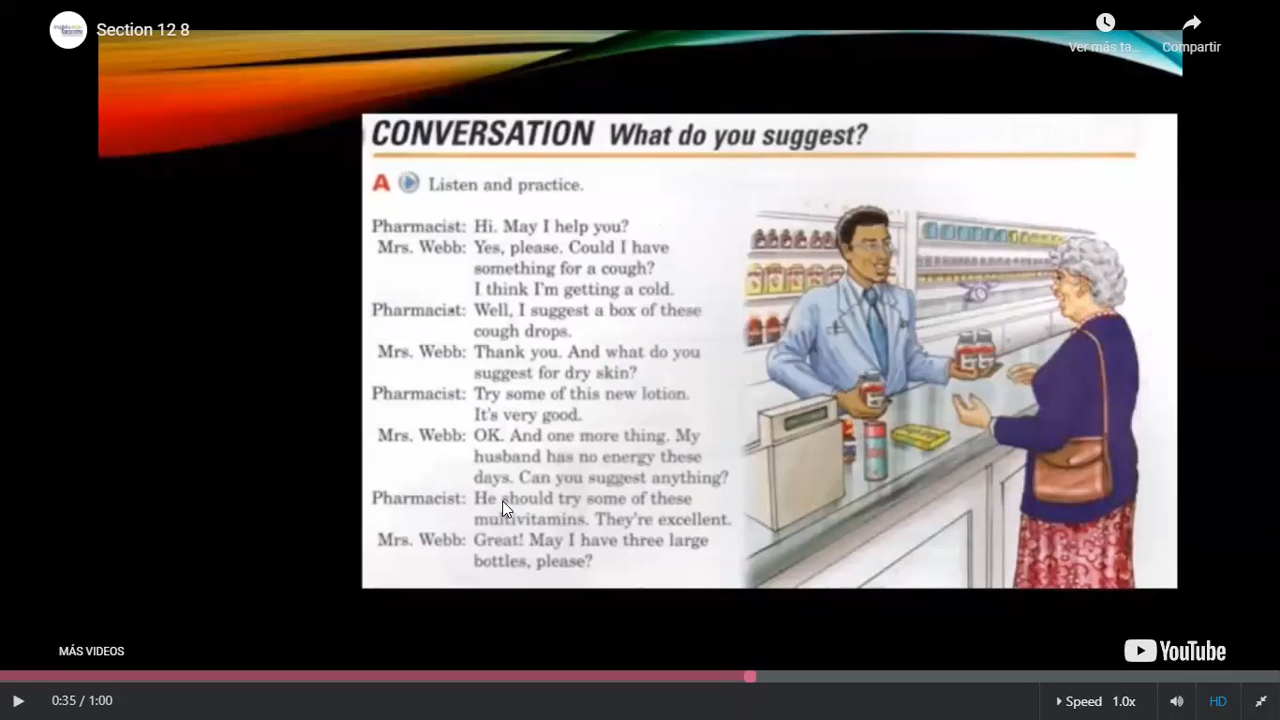 Section 12 8
Ver más ta...
Compartir
CONVERSATION What do you suggest?
A Listen and practice.
Pharmacist: Hi. May I help you?
Mrs. Webb: Yes, please. Could I have
something for a cough?
I think I'm getting a cold.
Pharmacist: Well, I suggest a box of these
cough drops.
Mrs. Webb: Thank you. And what do you
suggest for dry skin?
Pharmacist: Try some of this new lotion.
It's very good.
Mrs. Webb: OK. And one more thing. My
husband has no energy these
days. Can you suggest anything?
Pharmacist: He should try some of these
multivitamins. They're excellent.
Mrs. Webb: Great! May I have three large
bottles, please?
MÁS VIDEOS
YouTube
0:35 / 1:00
Speed 1.0x
HD